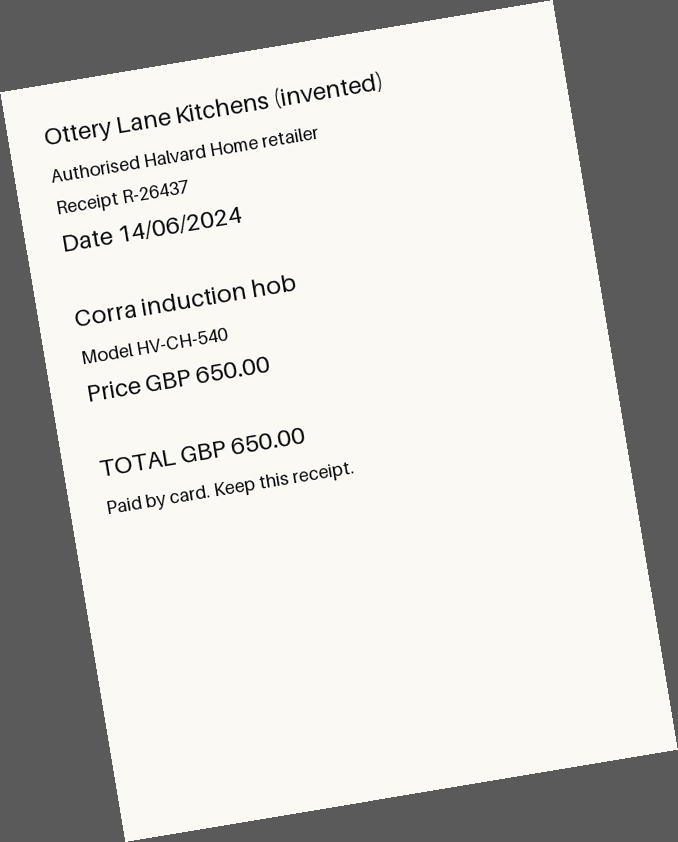 Ottery Lane Kitchens (invented)
Authorised Halvard Home retailer
Receipt R-26437
Date 14/06/2024
Corra induction hob
Model HV-CH-540
Price GBP 650.00
TOTAL GBP 650.00
Paid by card. Keep this receipt.